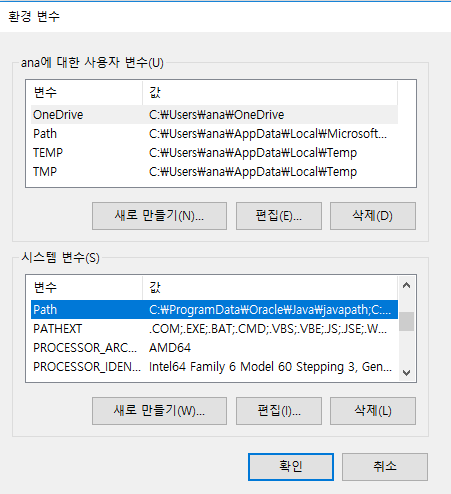 환경 변수
ana에 대한 사용자 변수(U)
변수 값
OneDrive C:₩Users₩ana₩OneDrive
Path C:₩Users₩ana₩AppData₩Local₩Microsoft...
TEMP C:₩Users₩ana₩AppData₩Local₩Temp
TMP C:₩Users₩ana₩AppData₩Local₩Temp
새로 만들기(N)... 편집(E)... 삭제(D)
시스템 변수(S)
변수 값
Path C:₩ProgramData₩Oracle₩Java₩javapath;C:...
PATHEXT .COM;.EXE;.BAT;.CMD;.VBS;.VBE;.JS;.JSE;.W...
PROCESSOR_ARC... AMD64
PROCESSOR_IDEN... Intel64 Family 6 Model 60 Stepping 3, Gen...
새로 만들기(W)... 편집(I)... 삭제(L)
확인 취소